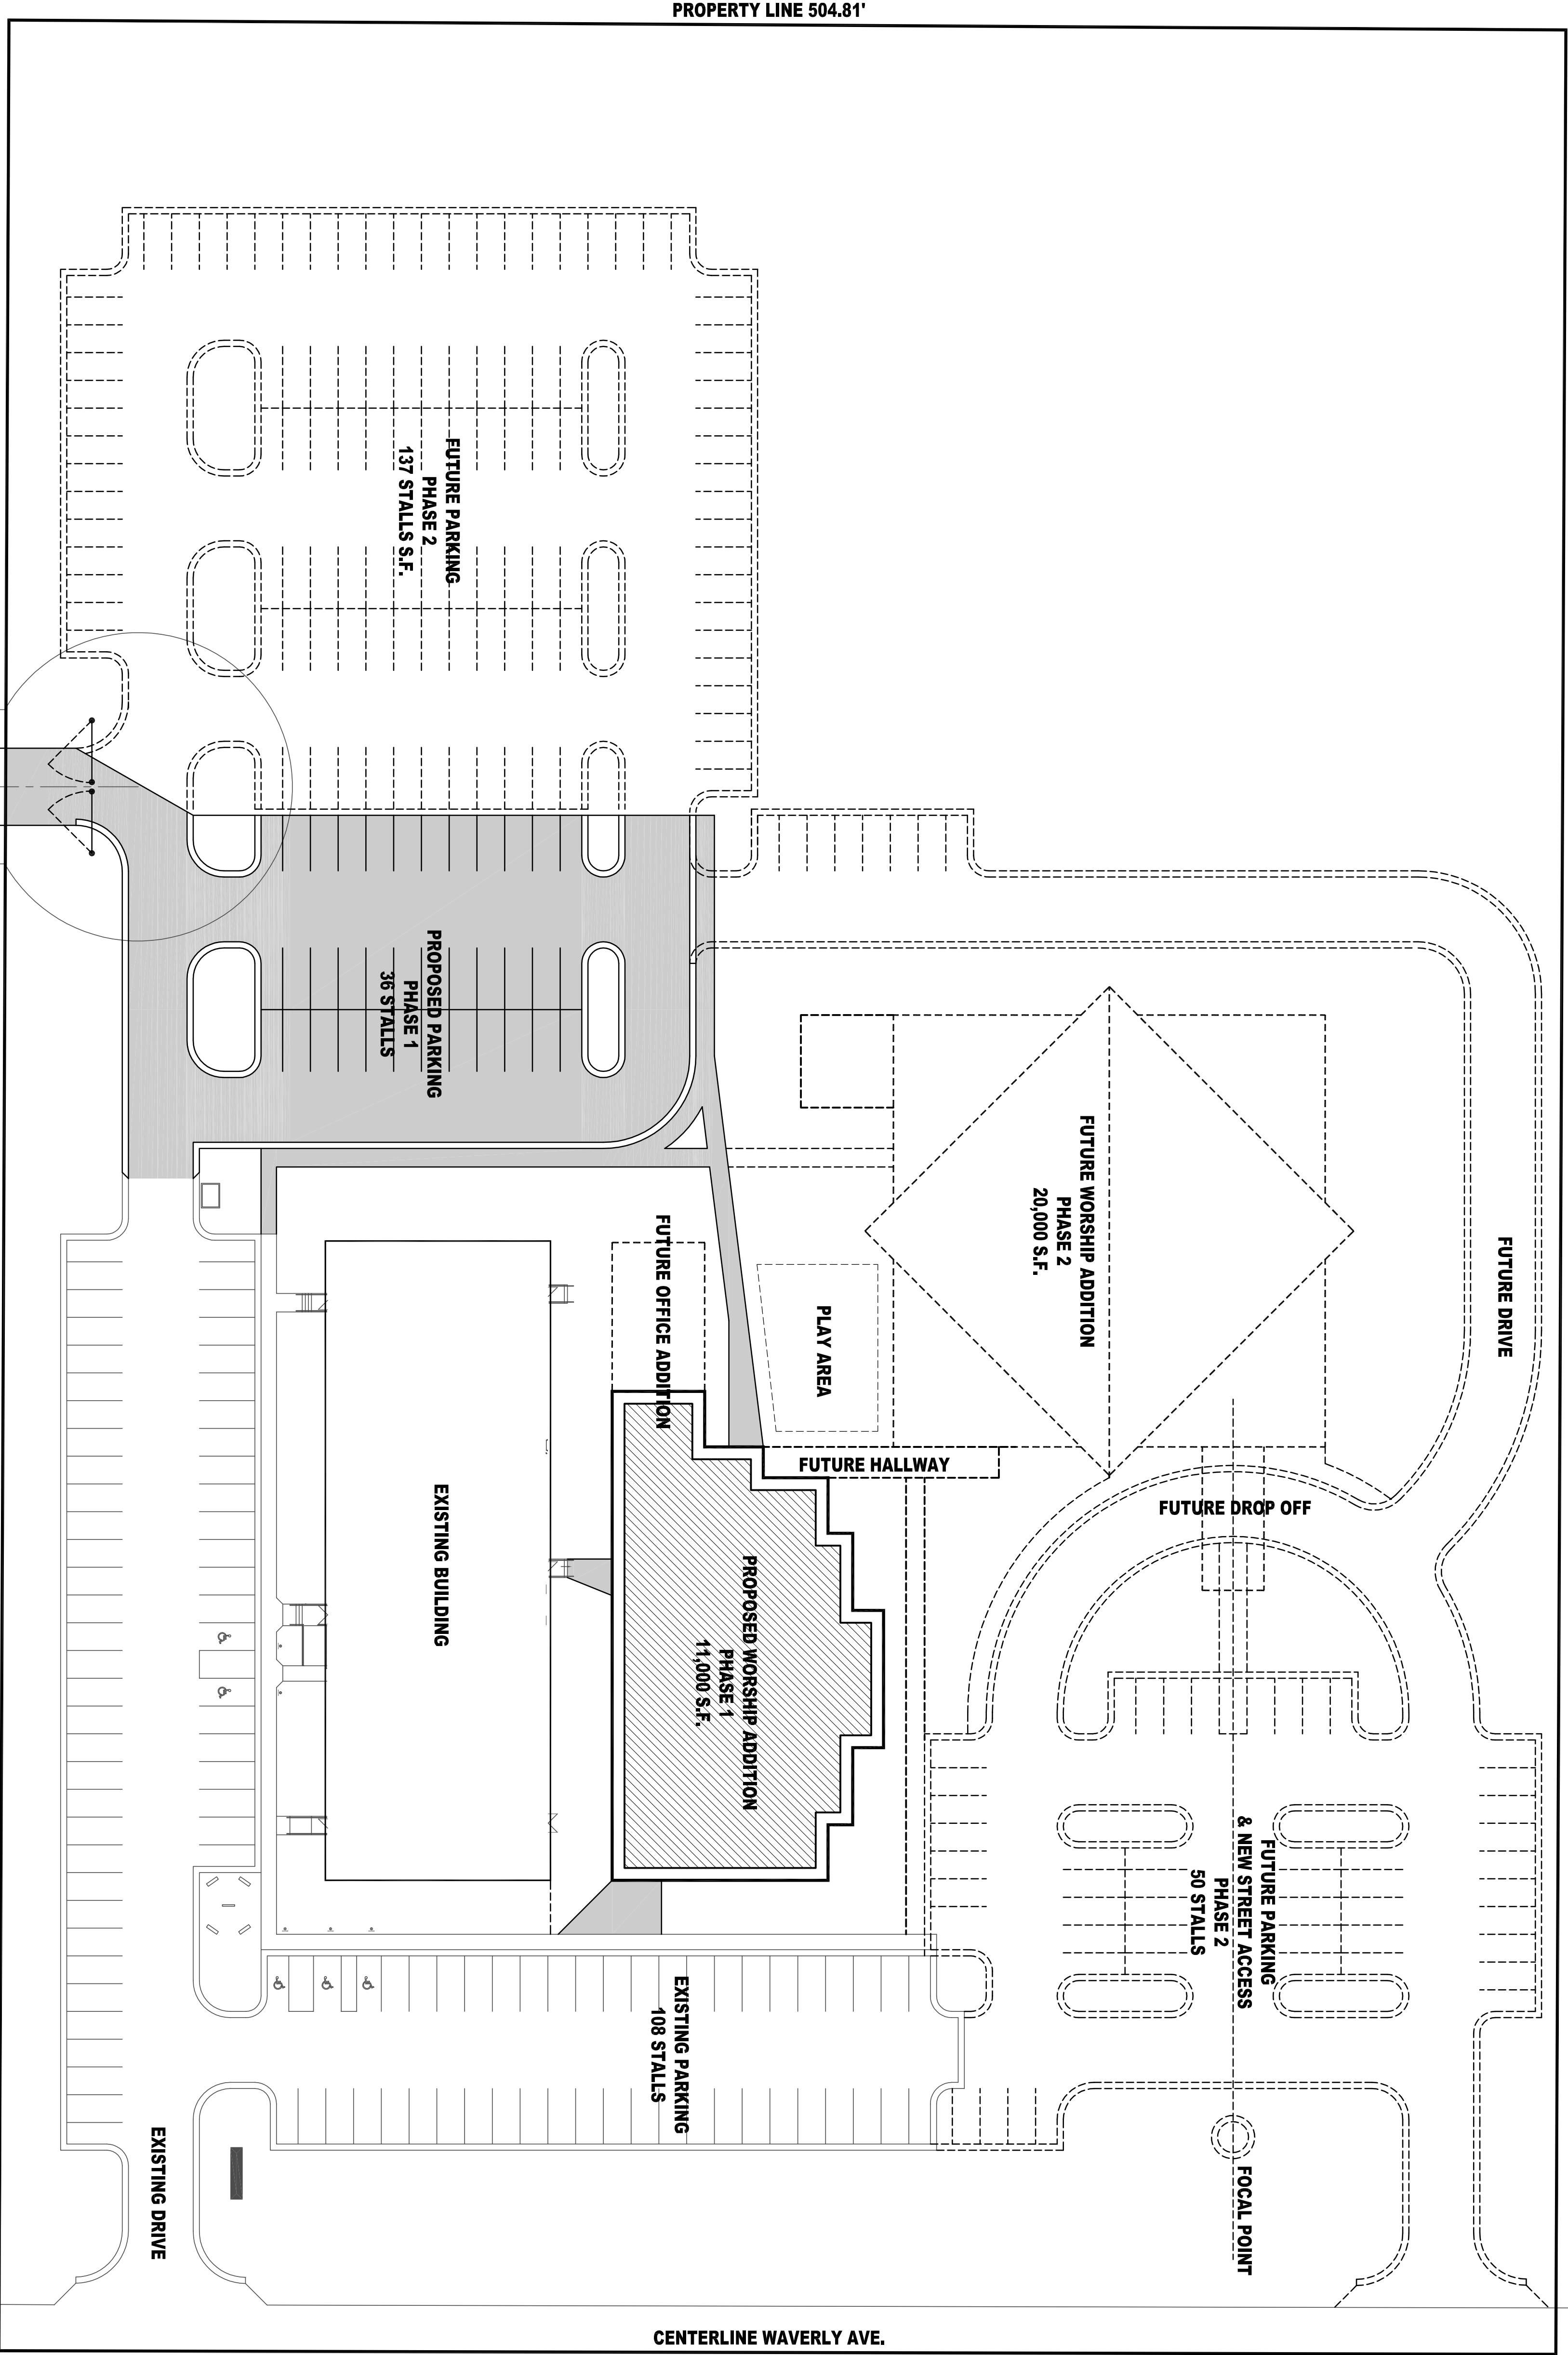 PROPERTY LINE 504.81'
FUTURE PARKING
PHASE 2
137 STALLS S.F.
PROPOSED PARKING
PHASE 1
36 STALLS
FUTURE WORSHIP ADDITION
PHASE 2
20,000 S.F.
FUTURE DRIVE
FUTURE OFFICE ADDITION
PLAY AREA
FUTURE HALLWAY
FUTURE DROP OFF
EXISTING BUILDING
PROPOSED WORSHIP ADDITION
PHASE 1
11,000 S.F.
FUTURE PARKING
& NEW STREET ACCESS
PHASE 2
50 STALLS
EXISTING PARKING
108 STALLS
EXISTING DRIVE
FOCAL POINT
CENTERLINE WAVERLY AVE.